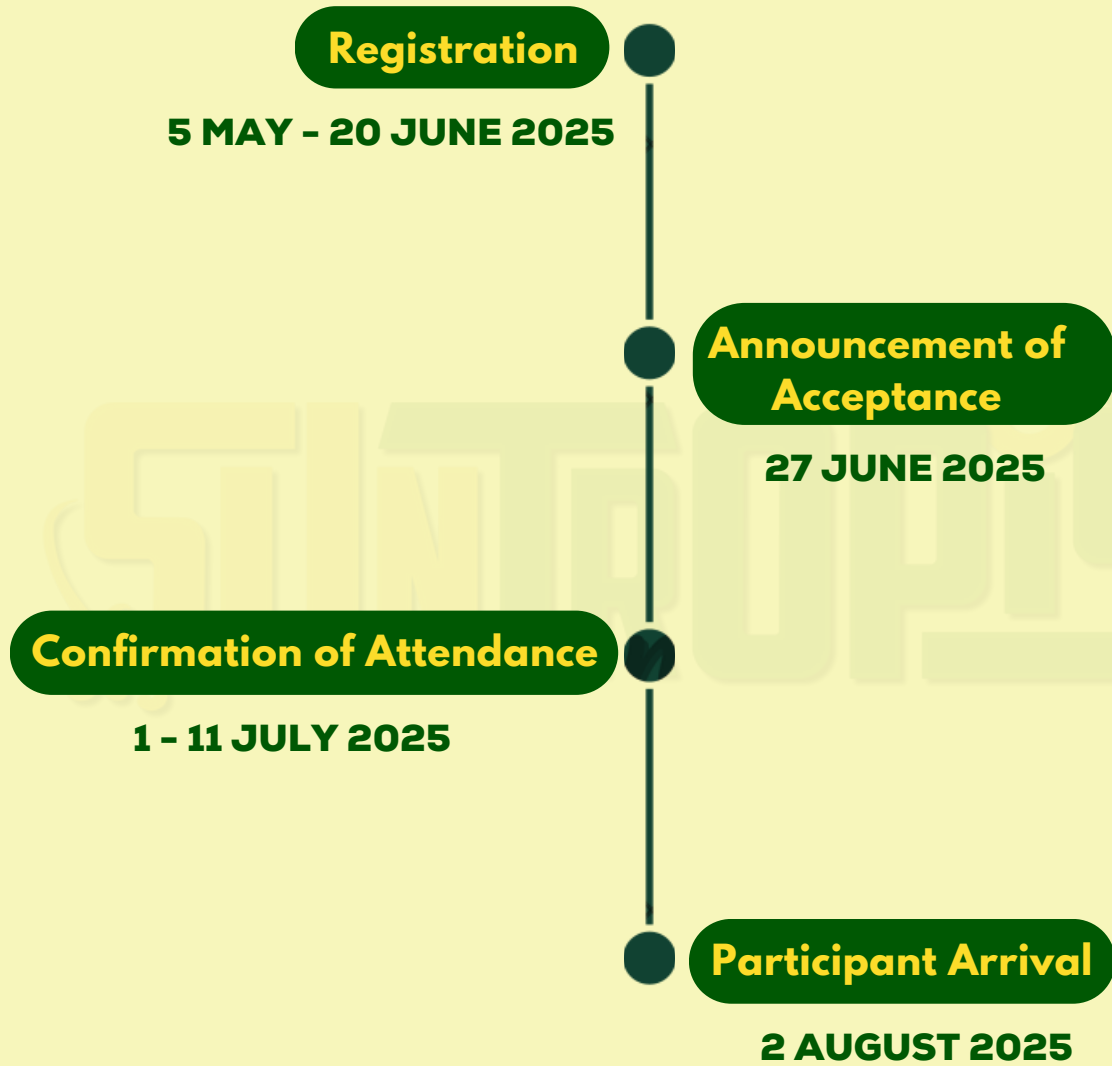 Registration
5 MAY - 20 JUNE 2025
Announcement of
Acceptance
27 JUNE 2025
Confirmation of Attendance
1 - 11 JULY 2025
Participant Arrival
2 AUGUST 2025